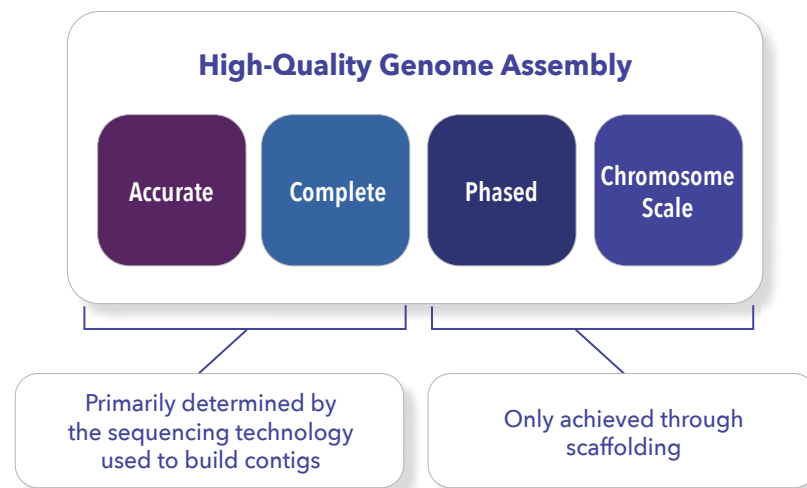 High-Quality Genome Assembly
Accurate
Complete
Phased
Chromosome
Scale
Primarily determined by
the sequencing technology
used to build contigs
Only achieved through
scaffolding